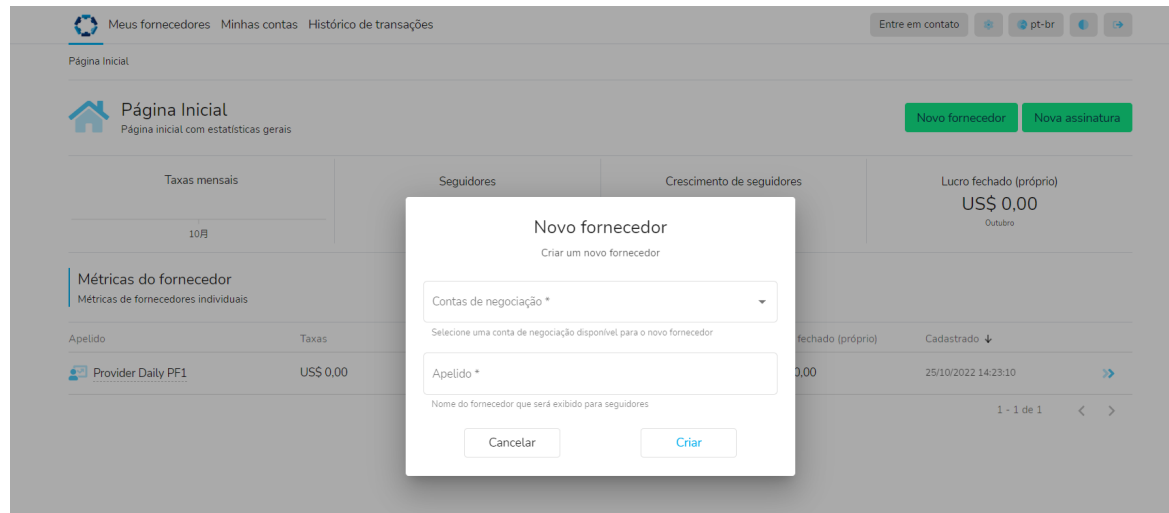 Meus fornecedores Minhas contas Histórico de transações Entre em contato pt-br
Página Inicial
Página Inicial
Página inicial com estatísticas gerais
Novo fornecedor Nova assinatura
Taxas mensais Seguidores Crescimento de seguidores Lucro fechado (próprio)
US$ 0,00
Outubro
10月
Novo fornecedor
Criar um novo fornecedor
Contas de negociação *
Selecione uma conta de negociação disponível para o novo fornecedor
Apelido *
Nome do fornecedor que será exibido para seguidores
Cancelar Criar
Métricas do fornecedor
Métricas de fornecedores individuais
Apelido Taxas fechado (próprio) Cadastrado
Provider Daily PF1 US$ 0,00 0,00 25/10/2022 14:23:10
1 - 1 de 1